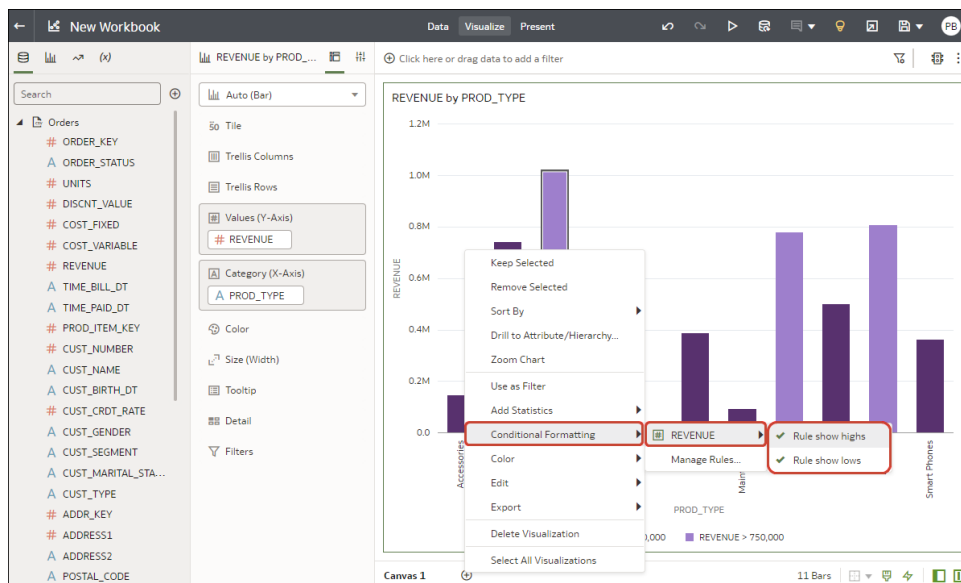 New Workbook
Data Visualize Present
PB
(x)
Search
Orders
# ORDER_KEY
A ORDER_STATUS
# UNITS
# DISCNT_VALUE
# COST_FIXED
# COST_VARIABLE
# REVENUE
A TIME_BILL_DT
A TIME_PAID_DT
# PROD_ITEM_KEY
# CUST_NUMBER
A CUST_NAME
A CUST_BIRTH_DT
# CUST_CRDT_RATE
A CUST_GENDER
A CUST_SEGMENT
A CUST_MARITAL_STA...
A CUST_TYPE
# ADDR_KEY
# ADDRESS1
A ADDRESS2
A POSTAL_CODE
REVENUE by PROD_...
Auto (Bar)
50 Tile
Trellis Columns
Trellis Rows
# Values (Y-Axis)
# REVENUE
A Category (X-Axis)
A PROD_TYPE
Color
Size (Width)
Tooltip
Detail
Filters
Click here or drag data to add a filter
REVENUE by PROD_TYPE
1.2M
1.0M
0.8M
0.6M
0.4M
0.2M
0.0
REVENUE
Accessories
Main
Smart Phones
PROD_TYPE
REVENUE > 750,000
Keep Selected
Remove Selected
Sort By
Drill to Attribute/Hierarchy...
Zoom Chart
Use as Filter
Add Statistics
Conditional Formatting
Color
Edit
Export
Delete Visualization
Select All Visualizations
# REVENUE
Manage Rules...
Rule show highs
Rule show lows
Canvas 1
11 Bars